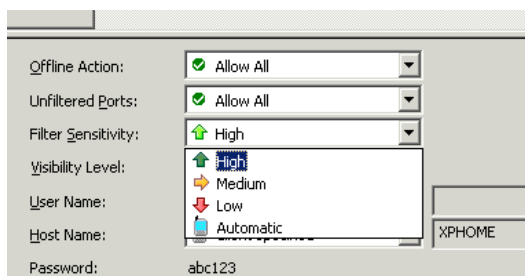 Offline Action: Allow All
Unfiltered Ports: Allow All
Filter Sensitivity: High
High
Visibility Level:
Medium
User Name:
Low
Automatic
Host Name: XPHOME
Password: abc123